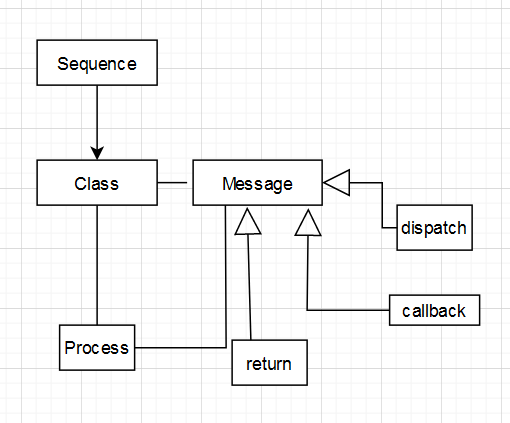 Sequence
Class
Message
dispatch
callback
Process
return